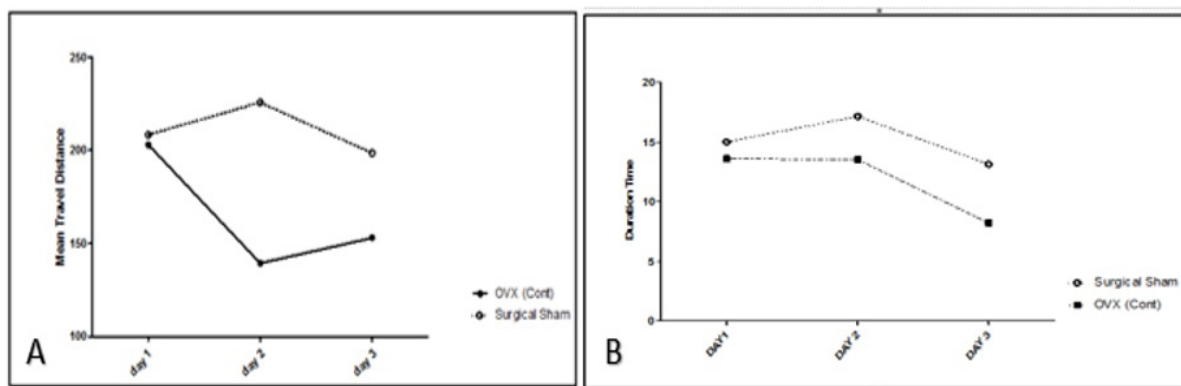 250
200
150
100
Mean Travel Distance
day 1
day 2
day 3
OVX (Cont)
Surgical Sham
A
*
20
15
10
5
0
Duration Time
DAY1
DAY 2
DAY 3
Surgical Sham
OVX (Cont)
B